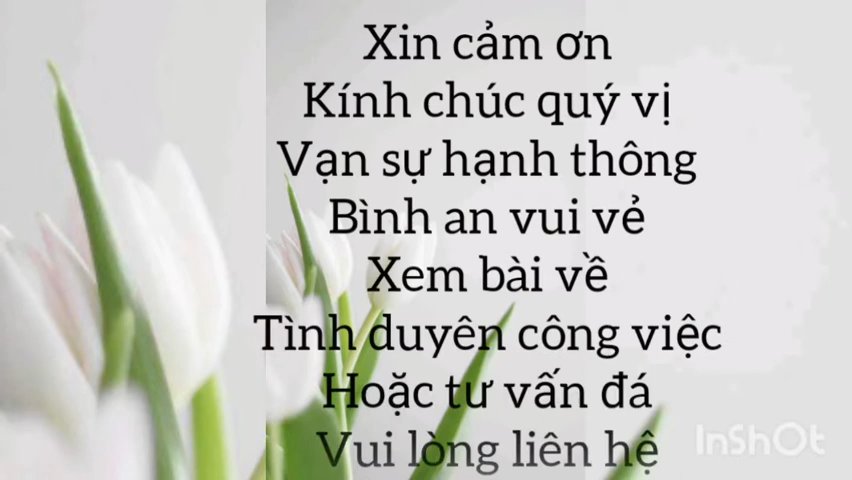 Xin cảm ơn
Kính chúc quý vị
Vạn sự hạnh thông
Bình an vui vẻ
Xem bài về
Tình duyên công việc
Hoặc tư vấn đá
Vui lòng liên hệ
InShOt